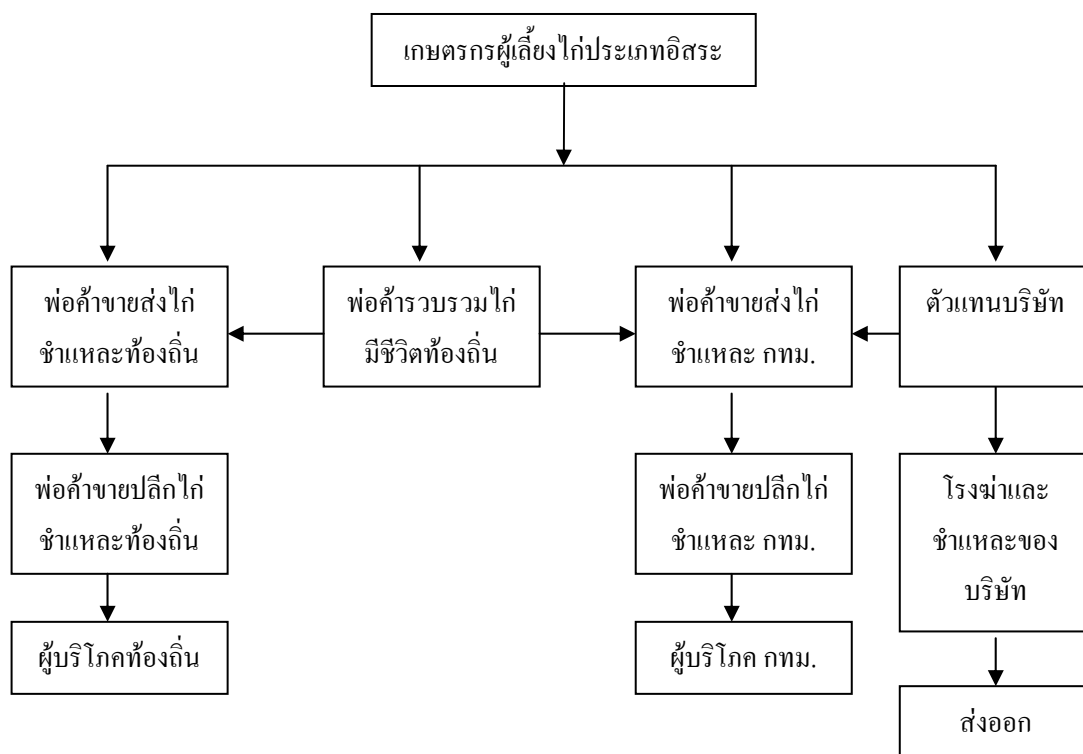 เกษตรกรผู้เลี้ยงไก่ประเภทอิสระ
พ่อค้าขายส่งไก่
ชำแหละท้องถิ่น
พ่อค้ารวบรวมไก่
มีชีวิตท้องถิ่น
พ่อค้าขายส่งไก่
ชำแหละ กทม.
ตัวแทนบริษัท
พ่อค้าขายปลีกไก่
ชำแหละท้องถิ่น
พ่อค้าขายปลีกไก่
ชำแหละ กทม.
โรงฆ่าและ
ชำแหละของ
บริษัท
ผู้บริโภคท้องถิ่น
ผู้บริโภค กทม.
ส่งออก